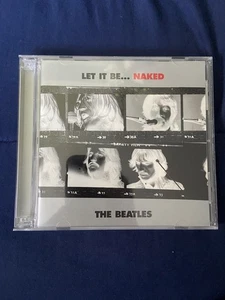 LET IT BE... NAKED
THE BEATLES